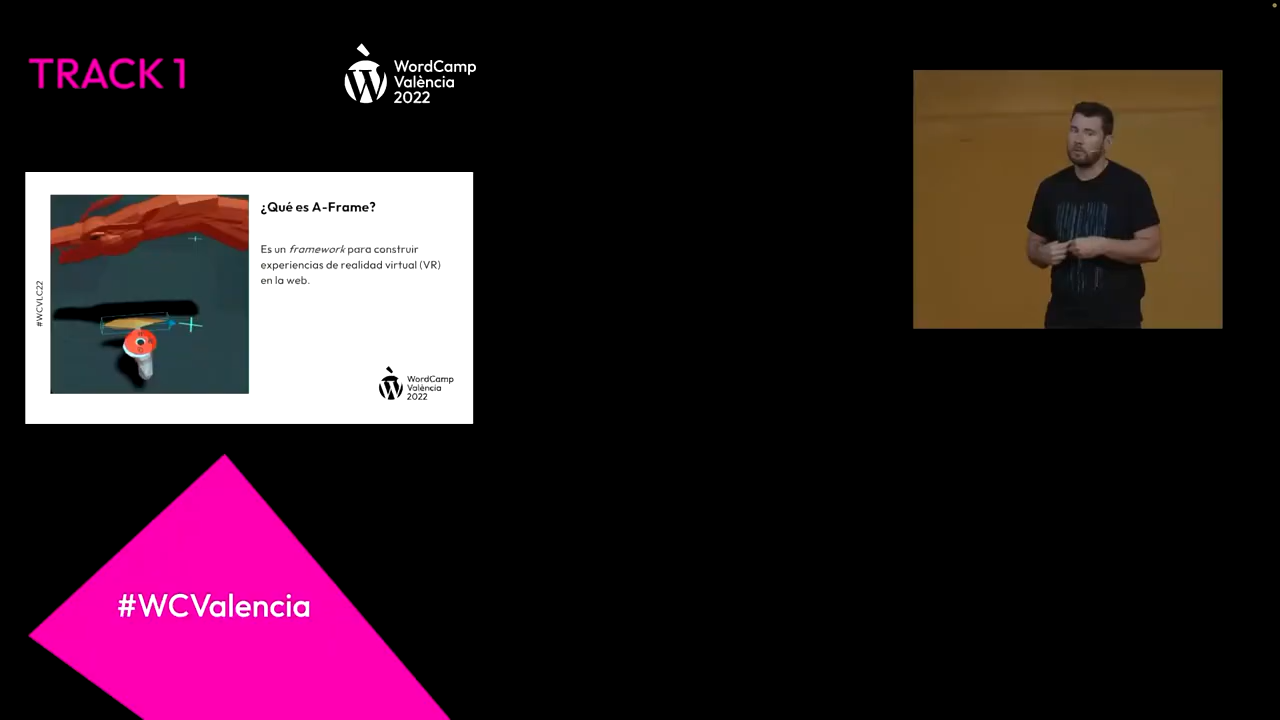 TRACK 1
WordCamp
València
2022
¿Qué es A-Frame?
Es un framework para construir
experiencias de realidad virtual (VR)
en la web.
#WCVLC22
WordCamp
València
2022
#WCValencia